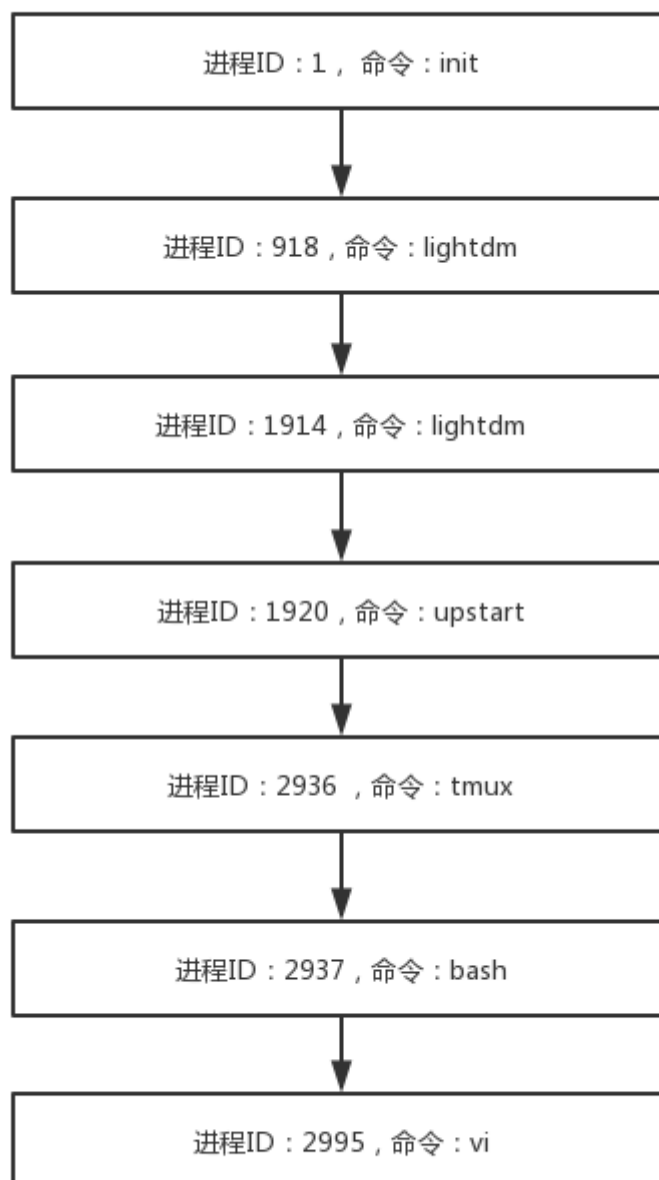 进程ID：1， 命令：init
进程ID：918，命令：lightdm
进程ID：1914，命令：lightdm
进程ID：1920，命令：upstart
进程ID：2936 ，命令：tmux
进程ID：2937，命令：bash
进程ID：2995，命令：vi